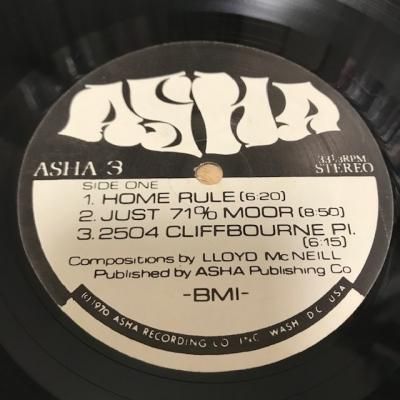 ASHA
ASHA 3
33 1/3RPM
STEREO
SIDE ONE
1. HOME RULE (6:20)
2. JUST 71% MOOR (8:50)
3. 2504 CLIFFBOURNE Pl.
(6:15)
Compositions by LLOYD McNEILL
Published by ASHA Publishing Co
-BMI-
(c) 1970 ASHA RECORDING CO. INC. WASH. D.C. USA